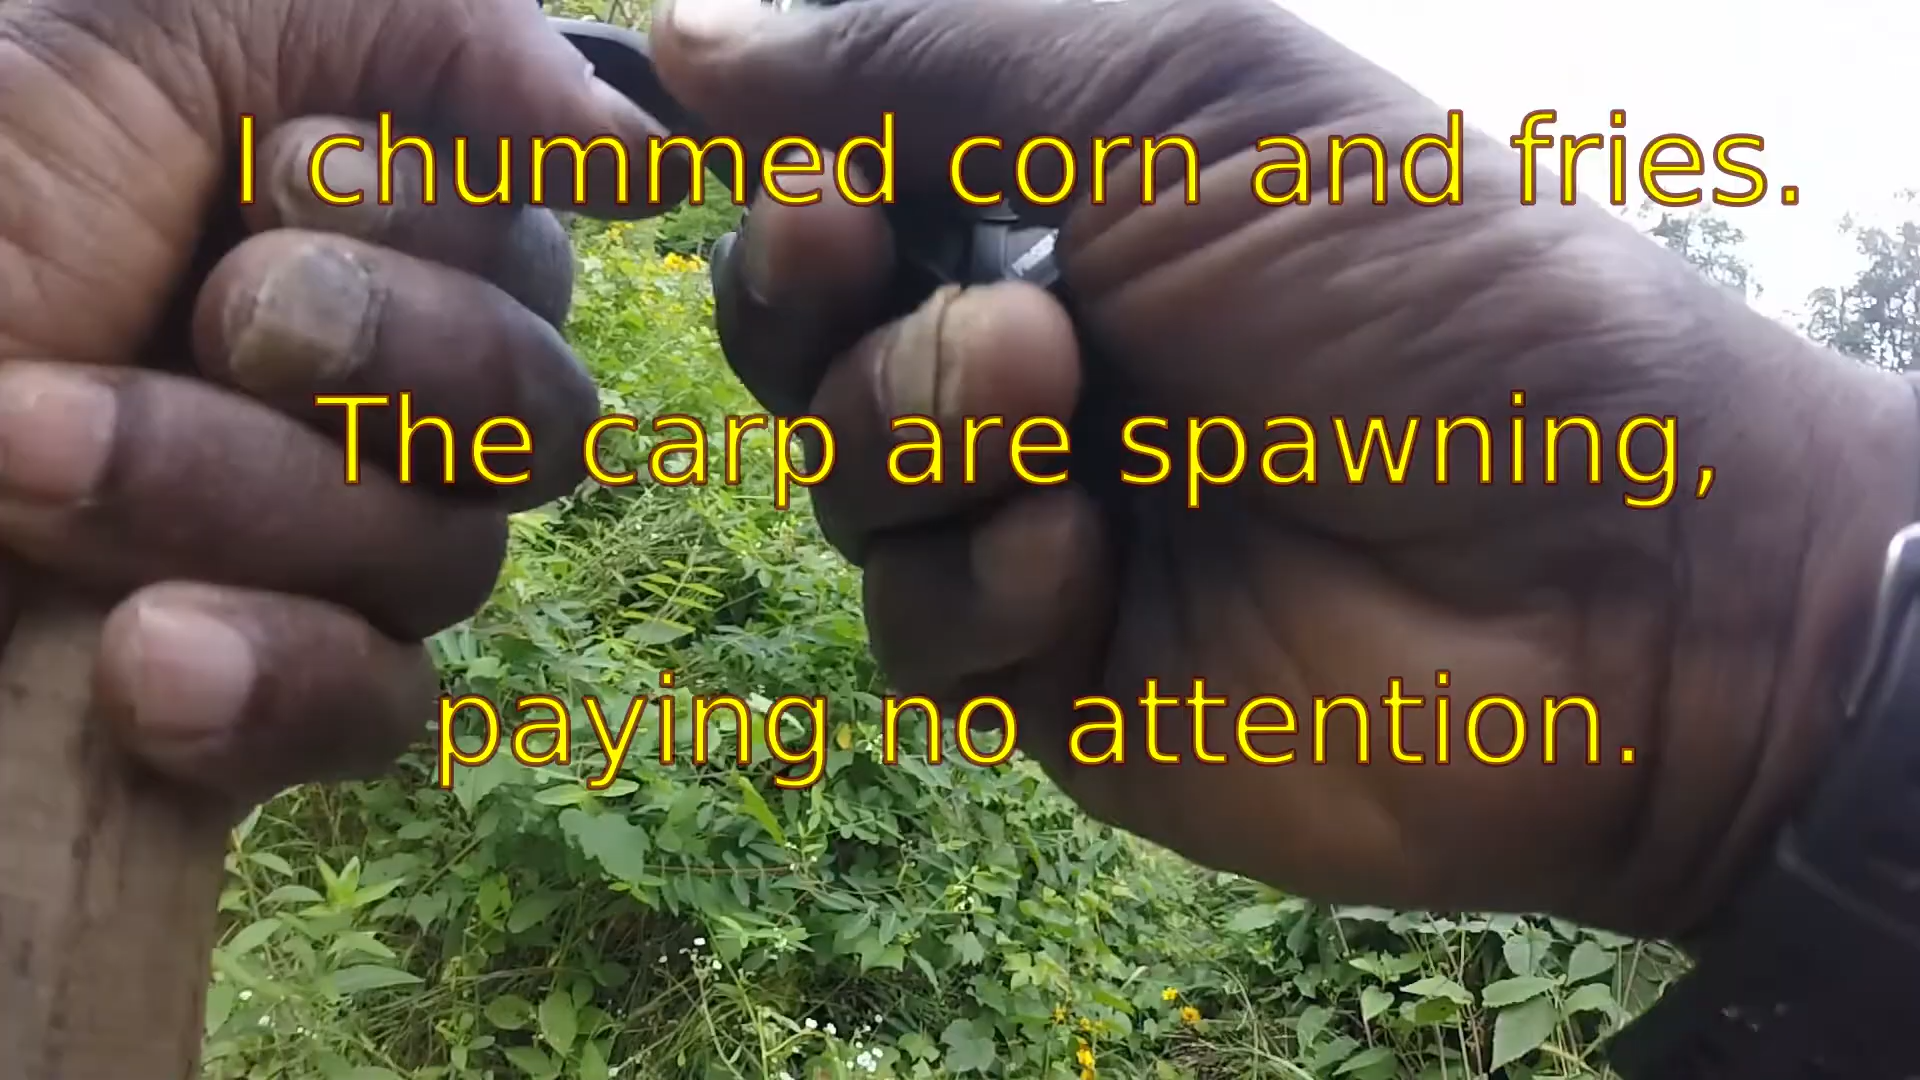 I chummed corn and fries.
The carp are spawning,
paying no attention.